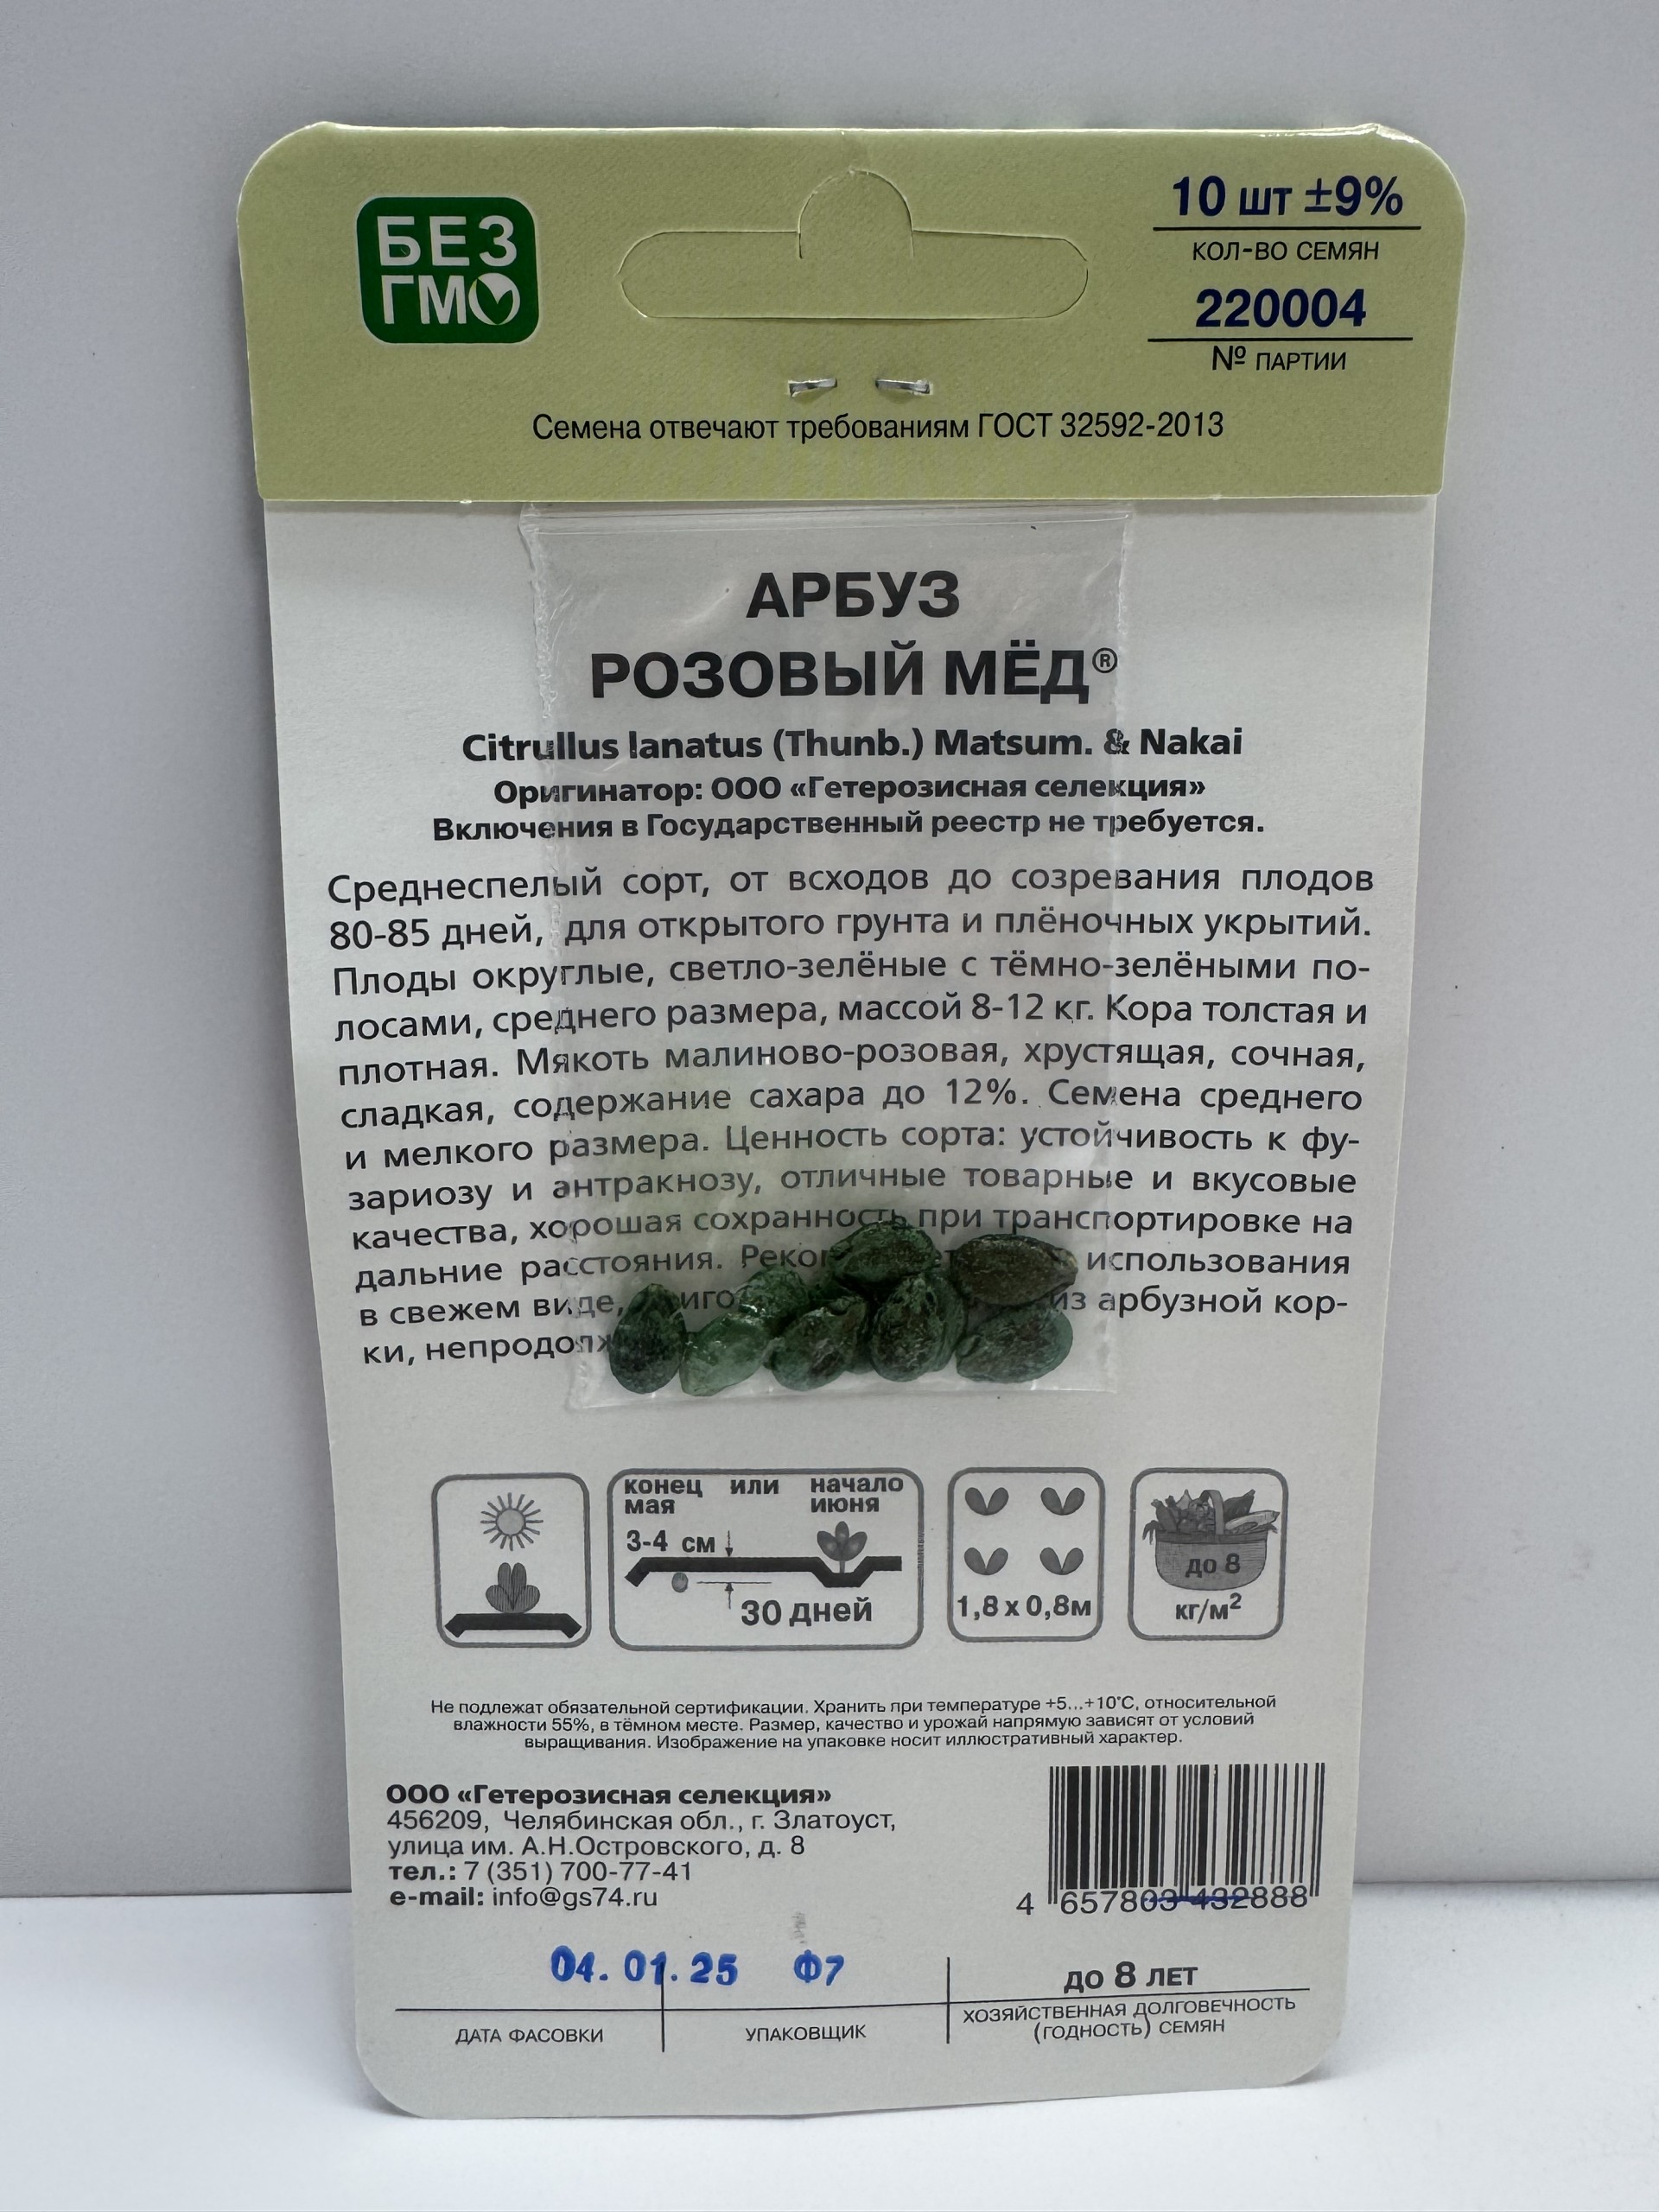 БЕЗ
ГМО
10 шт ±9%
КОЛ-ВО СЕМЯН
220004
№ ПАРТИИ
Семена отвечают требованиям ГОСТ 32592-2013
АРБУЗ
РОЗОВЫЙ МЁД®
Citrullus lanatus (Thunb.) Matsum. & Nakai
Оригинатор: ООО «Гетерозисная селекция»
Включения в Государственный реестр не требуется.
Среднеспелый сорт, от всходов до созревания плодов
80-85 дней, для открытого грунта и плёночных укрытий.
Плоды округлые, светло-зелёные с тёмно-зелёными по-
лосами, среднего размера, массой 8-12 кг. Кора толстая и
плотная. Мякоть малиново-розовая, хрустящая, сочная,
сладкая, содержание сахара до 12%. Семена среднего
и мелкого размера. Ценность сорта: устойчивость к фу-
зариозу и антракнозу, отличные товарные и вкусовые
качества, хорошая сохранность при транспортировке на
дальние расстояния. использования
в свежем виде, из арбузной кор-
ки,
конец или начало
мая июня
3-4 см
30 дней
1,8 х 0,8м
до 8
кг/м²
Не подлежат обязательной сертификации. Хранить при температуре +5...+10°С, относительной
влажности 55%, в тёмном месте. Размер, качество и урожай напрямую зависят от условий
выращивания. Изображение на упаковке носит иллюстративный характер.
ООО «Гетерозисная селекция»
456209, Челябинская обл., г. Златоуст,
улица им. А.Н.Островского, д. 8
тел.: 7 (351) 700-77-41
e-mail: info@gs74.ru
4 657803 432888
04. 01. 25 Ф7
до 8 лет
ДАТА ФАСОВКИ
УПАКОВЩИК
ХОЗЯЙСТВЕННАЯ ДОЛГОВЕЧНОСТЬ
(ГОДНОСТЬ) СЕМЯН